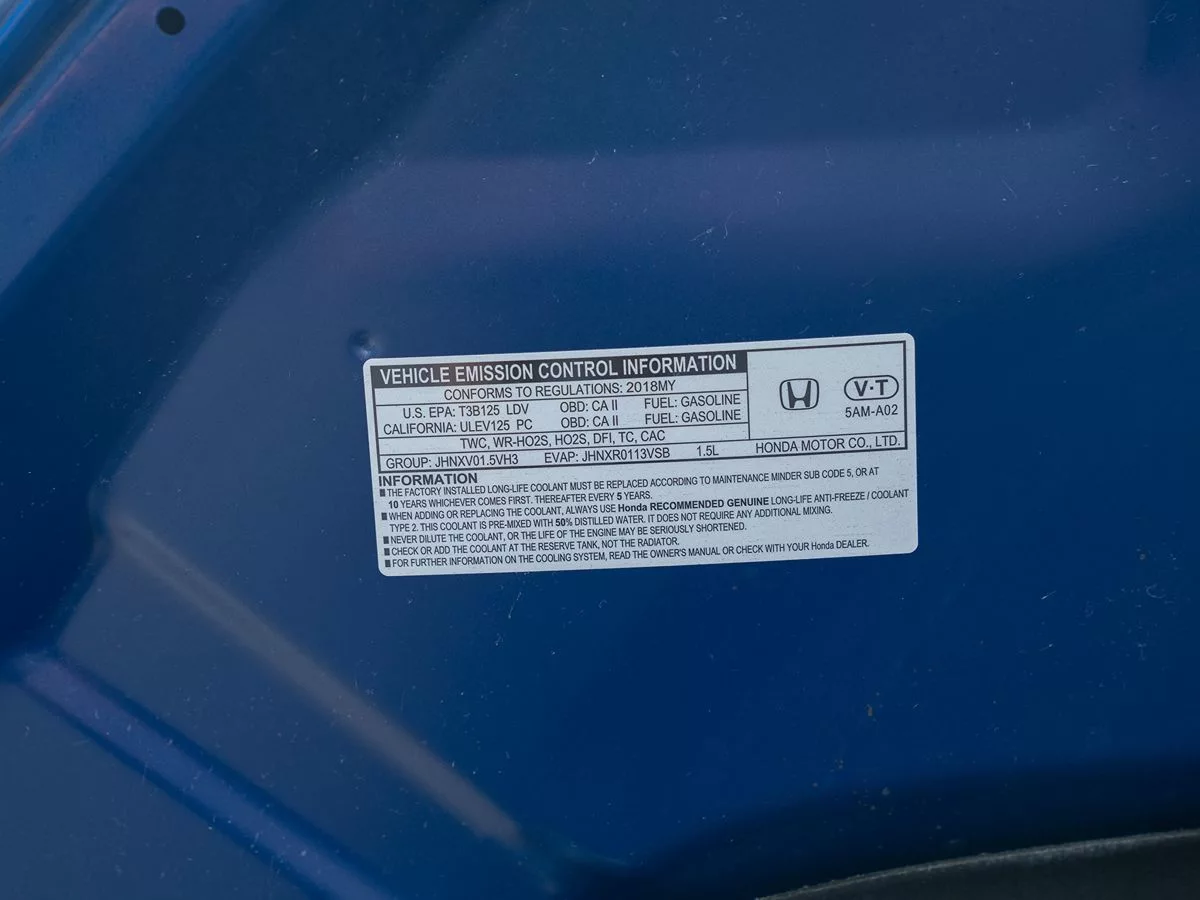 VEHICLE EMISSION CONTROL INFORMATION
CONFORMS TO REGULATIONS: 2018MY
U.S. EPA: T3B125 LDV OBD: CA II FUEL: GASOLINE
CALIFORNIA: ULEV125 PC OBD: CA II FUEL: GASOLINE
TWC, WR-HO2S, HO2S, DFI, TC, CAC
GROUP: JHNXV01.5VH3 EVAP: JHNXR0113VSB 1.5L
V·T
5AM-A02
HONDA MOTOR CO., LTD.
INFORMATION
■ THE FACTORY INSTALLED LONG-LIFE COOLANT MUST BE REPLACED ACCORDING TO MAINTENANCE MINDER SUB CODE 5, OR AT
10 YEARS WHICHEVER COMES FIRST. THEREAFTER EVERY 5 YEARS.
■ WHEN ADDING OR REPLACING THE COOLANT, ALWAYS USE Honda RECOMMENDED GENUINE LONG-LIFE ANTI-FREEZE / COOLANT
TYPE 2. THIS COOLANT IS PRE-MIXED WITH 50% DISTILLED WATER. IT DOES NOT REQUIRE ANY ADDITIONAL MIXING.
■ NEVER DILUTE THE COOLANT, OR THE LIFE OF THE ENGINE MAY BE SERIOUSLY SHORTENED.
■ CHECK OR ADD THE COOLANT AT THE RESERVE TANK, NOT THE RADIATOR.
■ FOR FURTHER INFORMATION ON THE COOLING SYSTEM, READ THE OWNER'S MANUAL OR CHECK WITH YOUR Honda DEALER.